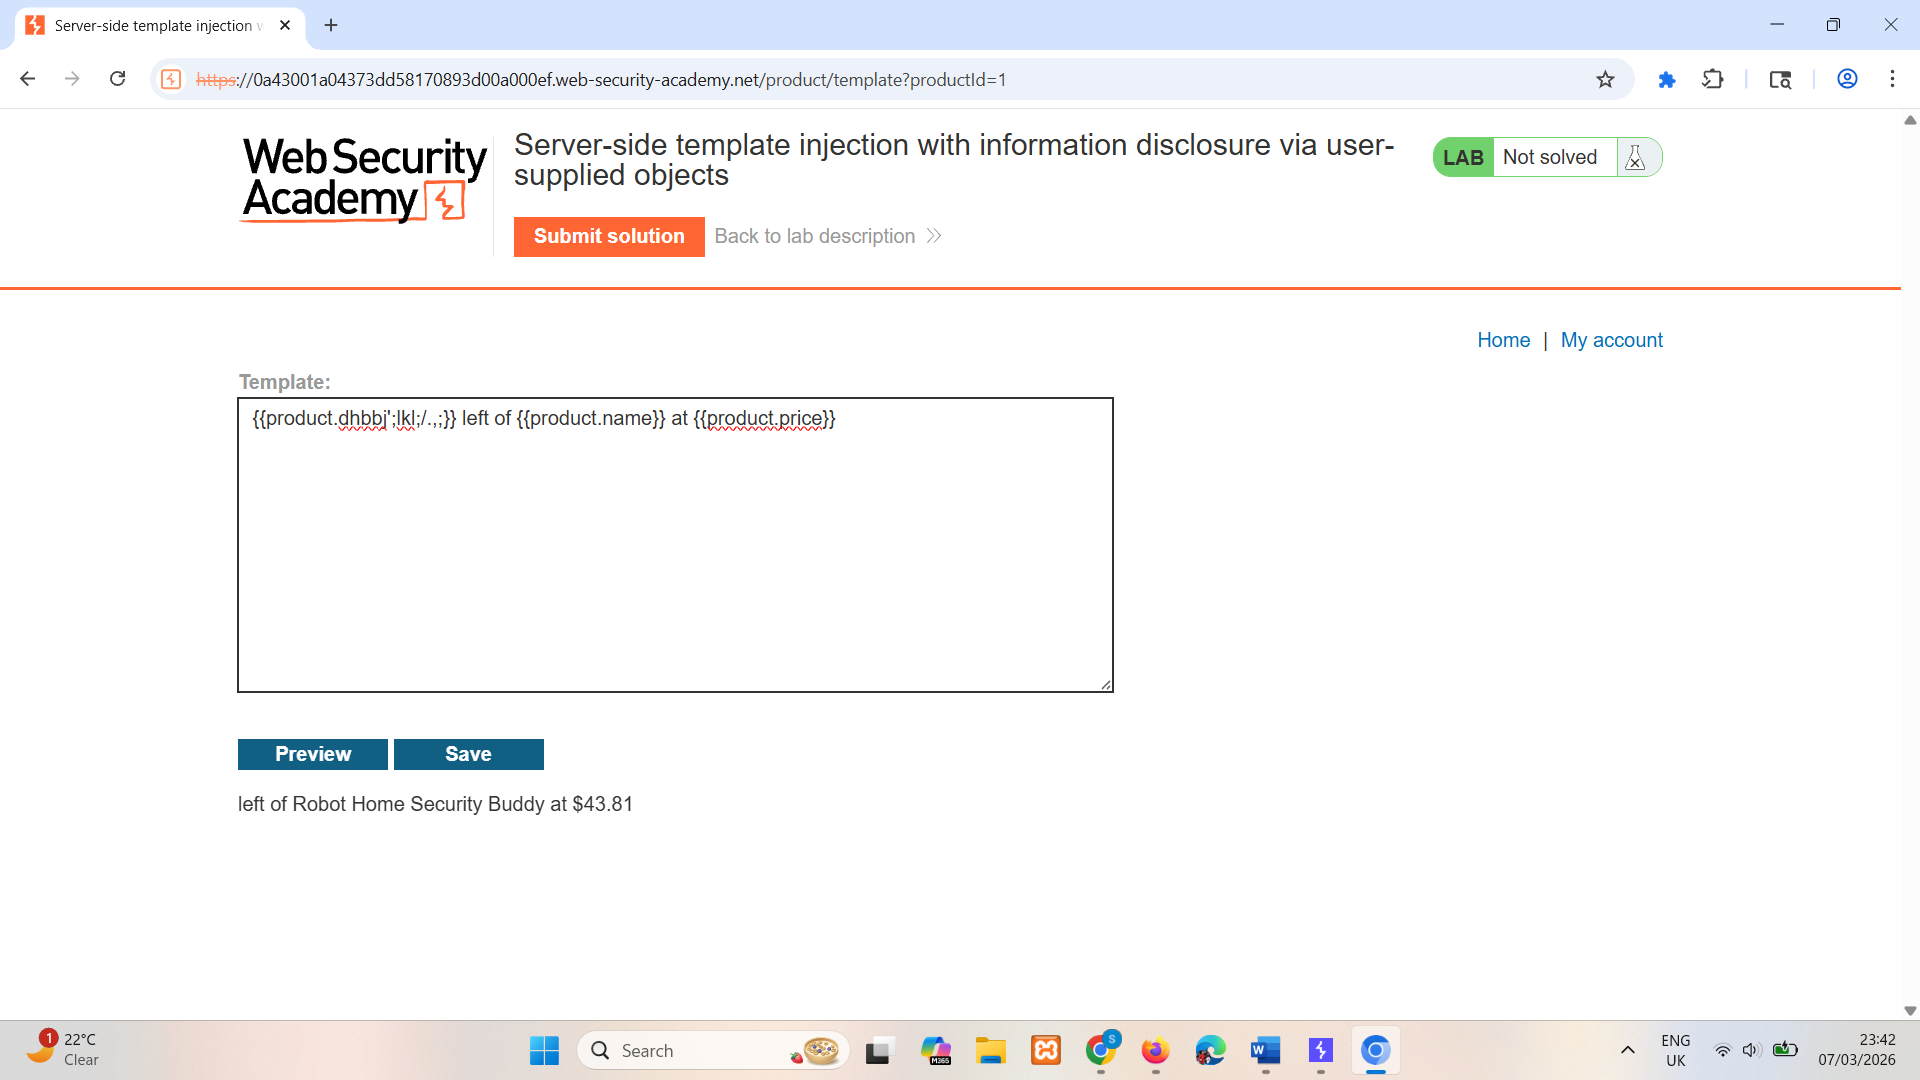 Server-side template injection w
https://0a43001a04373dd58170893d00a000ef.web-security-academy.net/product/template?productId=1
Web Security
Academy
Server-side template injection with information disclosure via user-
supplied objects
LAB Not solved
Submit solution
Back to lab description
Home | My account
Template:
{{product.dhbbj';lkl;/.,;}} left of {{product.name}} at {{product.price}}
Preview
Save
left of Robot Home Security Buddy at $43.81
1
22°C
Clear
Search
M365
S
W
ENG
UK
23:42
07/03/2026